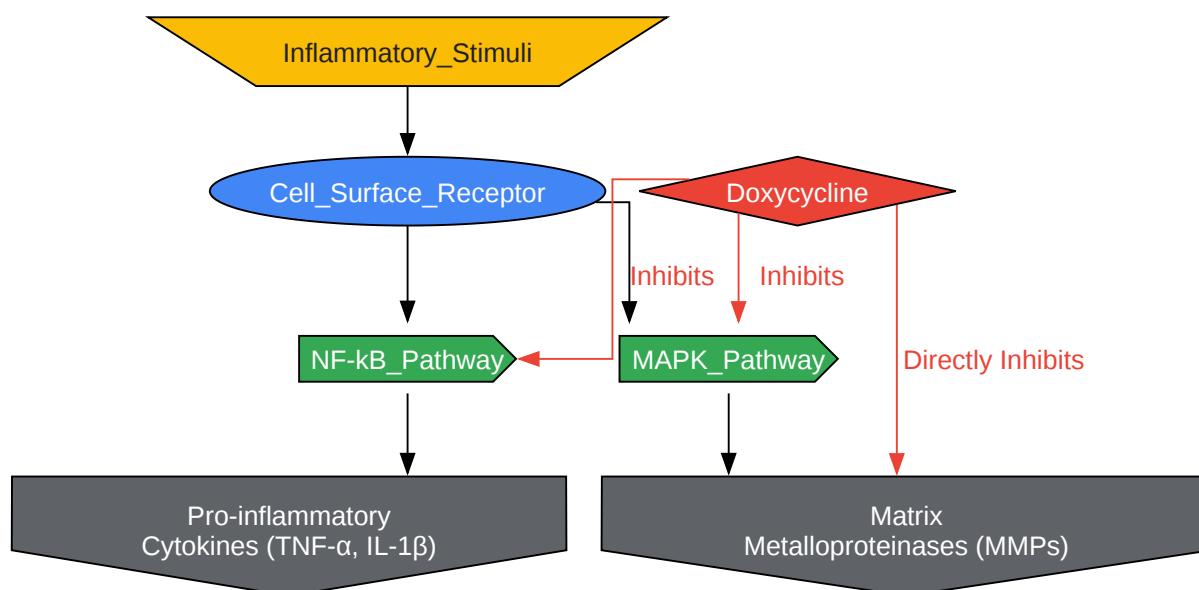 Inflammatory_Stimuli
Cell_Surface_Receptor
Doxycycline
Inhibits
Inhibits
NF-kB_Pathway
MAPK_Pathway
Directly Inhibits
Pro-inflammatory
Cytokines (TNF-α, IL-1β)
Matrix
Metalloproteinases (MMPs)